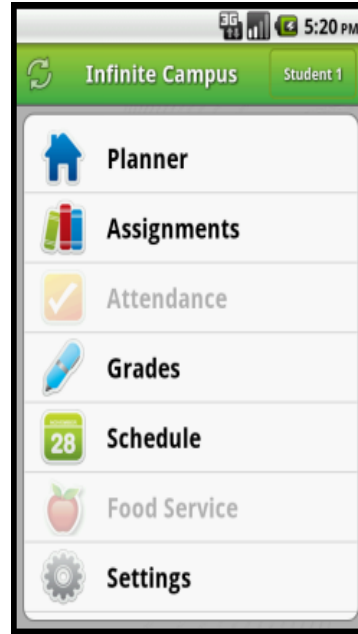 3G 5:20 PM
Infinite Campus Student 1
Planner
Assignments
Attendance
Grades
28 Schedule
Food Service
Settings